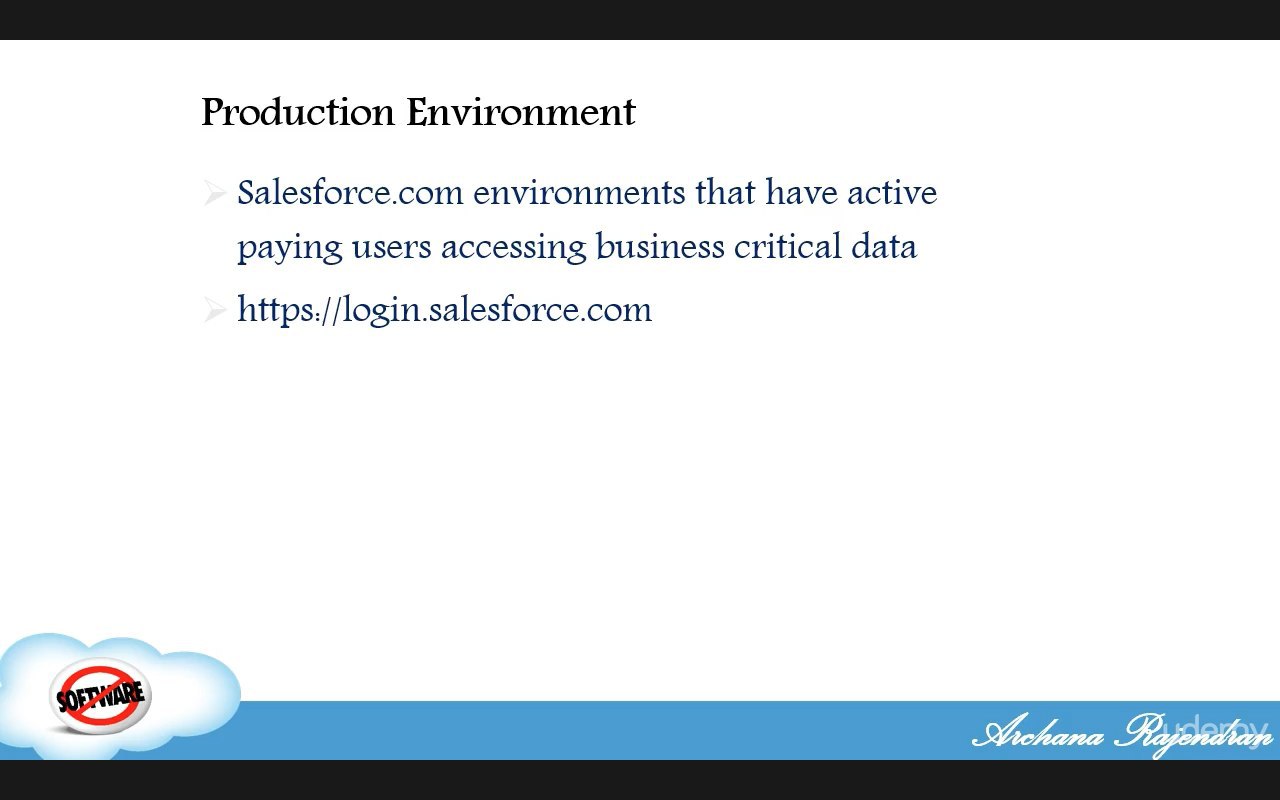 Production Environment
Salesforce.com environments that have active
paying users accessing business critical data
https://login.salesforce.com
SOFTWARE
Archana Rajendran
udemy